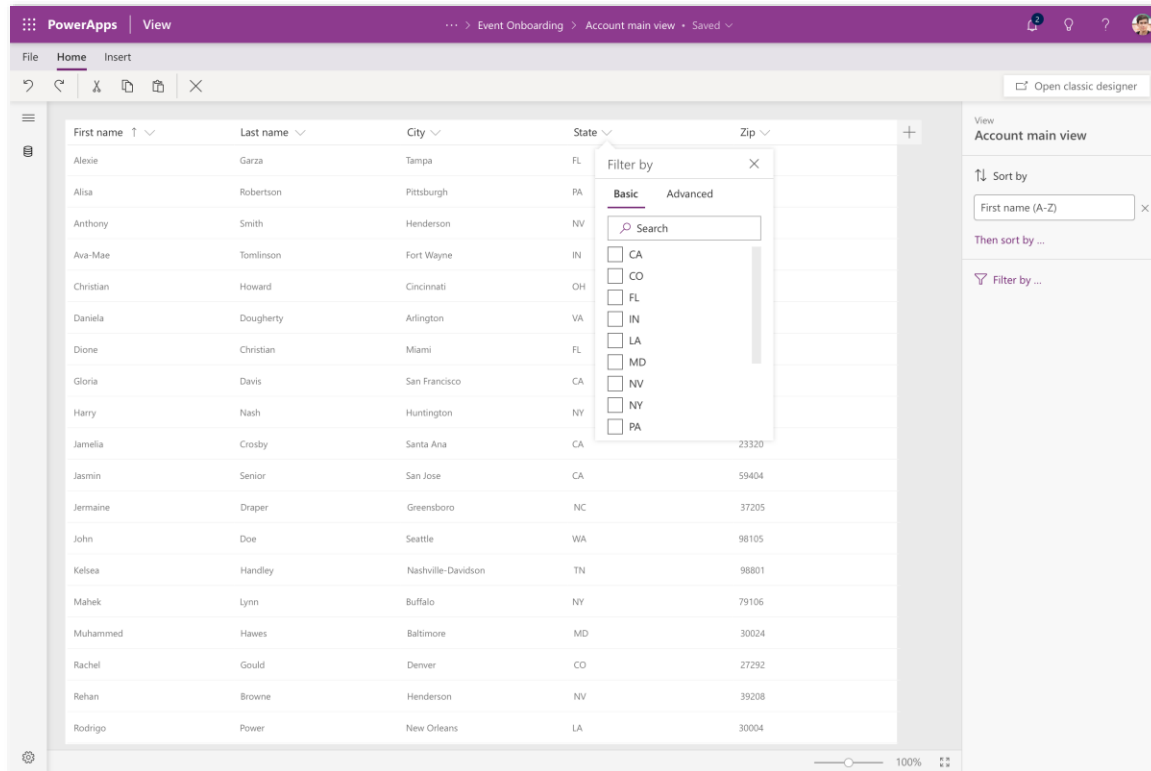 PowerApps View ··· > Event Onboarding > Account main view • Saved 2 ?
File Home Insert
Open classic designer
First name ↑ Last name City State Zip +
Alexie Garza Tampa FL
Alisa Robertson Pittsburgh PA
Anthony Smith Henderson NV
Ava-Mae Tomlinson Fort Wayne IN
Christian Howard Cincinnati OH
Daniela Dougherty Arlington VA
Dione Christian Miami FL
Gloria Davis San Francisco CA
Harry Nash Huntington NY
Jamelia Crosby Santa Ana CA 23320
Jasmin Senior San Jose CA 59404
Jermaine Draper Greensboro NC 37205
John Doe Seattle WA 98105
Kelsea Handley Nashville-Davidson TN 98801
Mahek Lynn Buffalo NY 79106
Muhammed Hawes Baltimore MD 30024
Rachel Gould Denver CO 27292
Rehan Browne Henderson NV 39208
Rodrigo Power New Orleans LA 30004
Filter by
Basic Advanced
Search
CA
CO
FL
IN
LA
MD
NV
NY
PA
View
Account main view
Sort by
First name (A-Z)
Then sort by ...
Filter by ...
100%